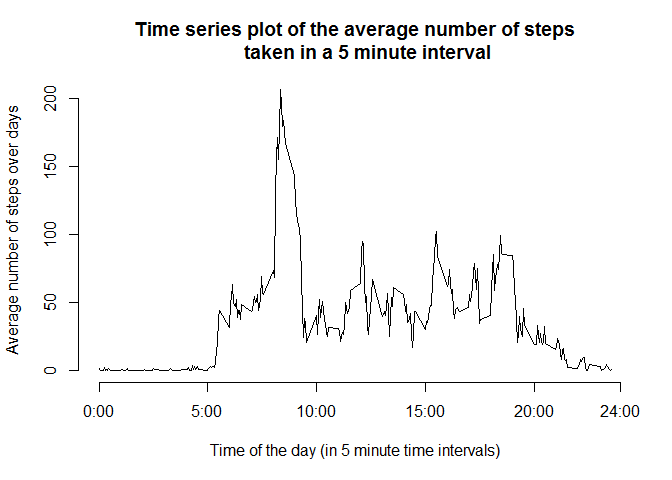 Time series plot of the average number of steps
taken in a 5 minute interval
Average number of steps over days
200
150
100
50
0
0:00 5:00 10:00 15:00 20:00 24:00
Time of the day (in 5 minute time intervals)